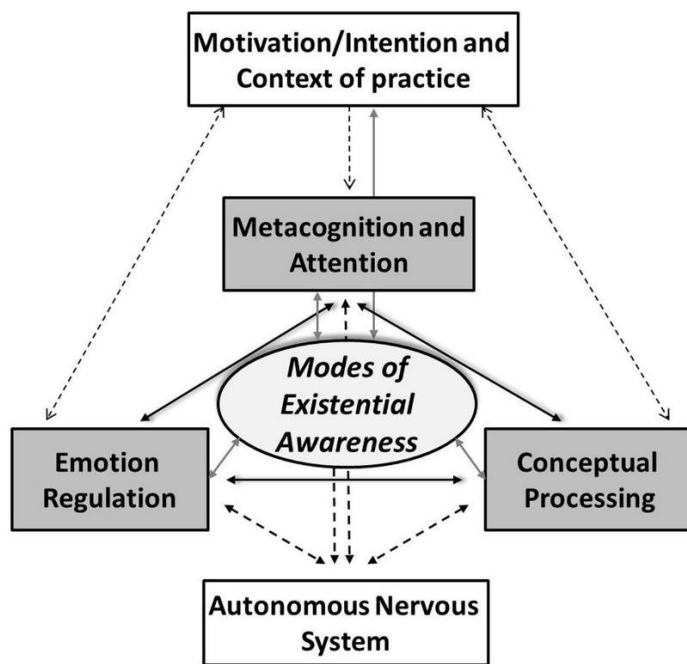 Motivation/Intention and
Context of practice
Metacognition and
Attention
Modes of
Existential
Awareness
Emotion
Regulation
Conceptual
Processing
Autonomous Nervous
System